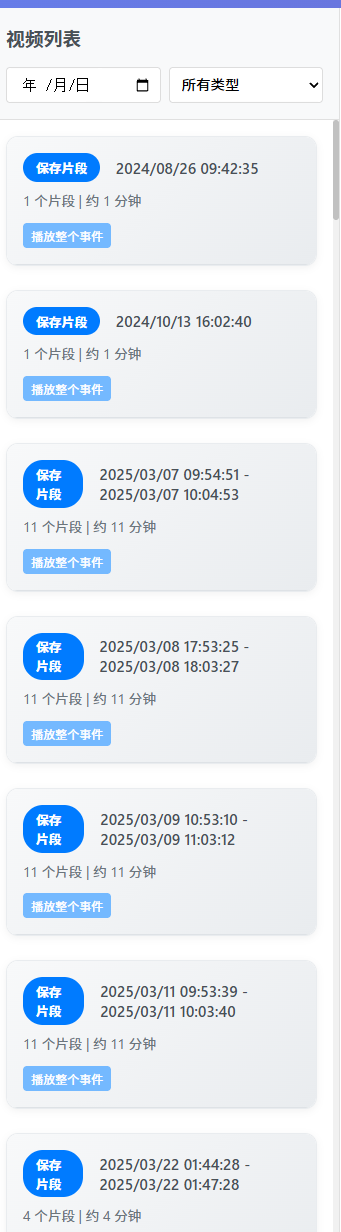 视频列表
年 /月/日
所有类型
保存片段 2024/08/26 09:42:35
1 个片段 | 约 1 分钟
播放整个事件
保存片段 2024/10/13 16:02:40
1 个片段 | 约 1 分钟
播放整个事件
保存片段
2025/03/07 09:54:51 -
2025/03/07 10:04:53
11 个片段 | 约 11 分钟
播放整个事件
保存片段
2025/03/08 17:53:25 -
2025/03/08 18:03:27
11 个片段 | 约 11 分钟
播放整个事件
保存片段
2025/03/09 10:53:10 -
2025/03/09 11:03:12
11 个片段 | 约 11 分钟
播放整个事件
保存片段
2025/03/11 09:53:39 -
2025/03/11 10:03:40
11 个片段 | 约 11 分钟
播放整个事件
保存片段
2025/03/22 01:44:28 -
2025/03/22 01:47:28
4 个片段 | 约 4 分钟